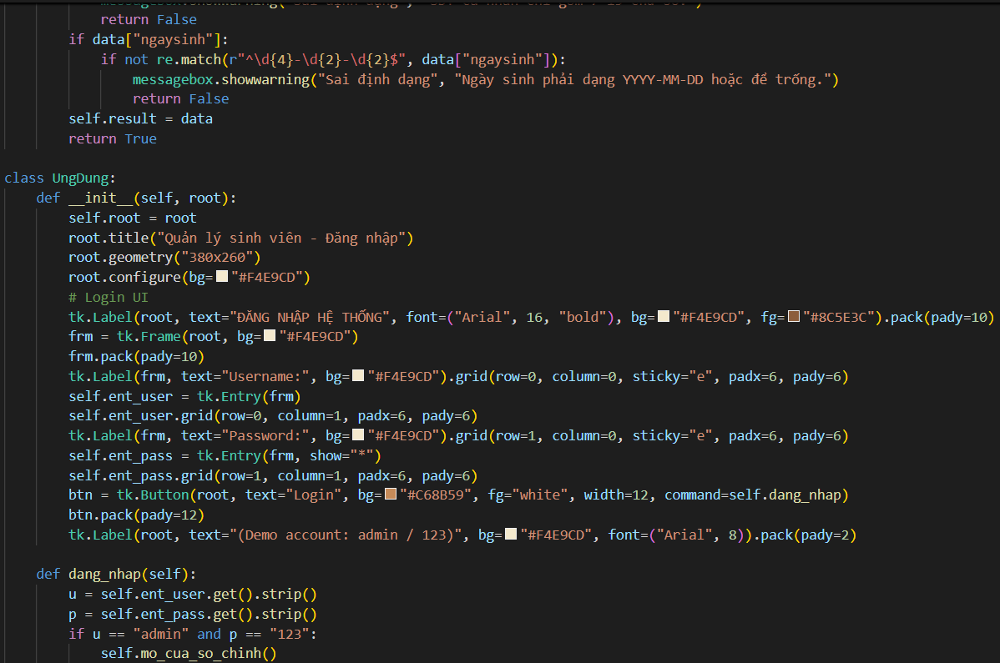 return False
if data["ngaysinh"]:
if not re.match(r"^\d{4}-\d{2}-\d{2}$", data["ngaysinh"]):
messagebox.showwarning("Sai định dạng", "Ngày sinh phải dạng YYYY-MM-DD hoặc để trống.")
return False
self.result = data
return True
class UngDung:
def __init__(self, root):
self.root = root
root.title("Quản lý sinh viên - Đăng nhập")
root.geometry("380x260")
root.configure(bg="#F4E9CD")
# Login UI
tk.Label(root, text="ĐĂNG NHẬP HỆ THỐNG", font=("Arial", 16, "bold"), bg="#F4E9CD", fg="#8C5E3C").pack(pady=10)
frm = tk.Frame(root, bg="#F4E9CD")
frm.pack(pady=10)
tk.Label(frm, text="Username:", bg="#F4E9CD").grid(row=0, column=0, sticky="e", padx=6, pady=6)
self.ent_user = tk.Entry(frm)
self.ent_user.grid(row=0, column=1, padx=6, pady=6)
tk.Label(frm, text="Password:", bg="#F4E9CD").grid(row=1, column=0, sticky="e", padx=6, pady=6)
self.ent_pass = tk.Entry(frm, show="*")
self.ent_pass.grid(row=1, column=1, padx=6, pady=6)
btn = tk.Button(root, text="Login", bg="#C68B59", fg="white", width=12, command=self.dang_nhap)
btn.pack(pady=12)
tk.Label(root, text="(Demo account: admin / 123)", bg="#F4E9CD", font=("Arial", 8)).pack(pady=2)
def dang_nhap(self):
u = self.ent_user.get().strip()
p = self.ent_pass.get().strip()
if u == "admin" and p == "123":
self.mo_cua_so_chinh()